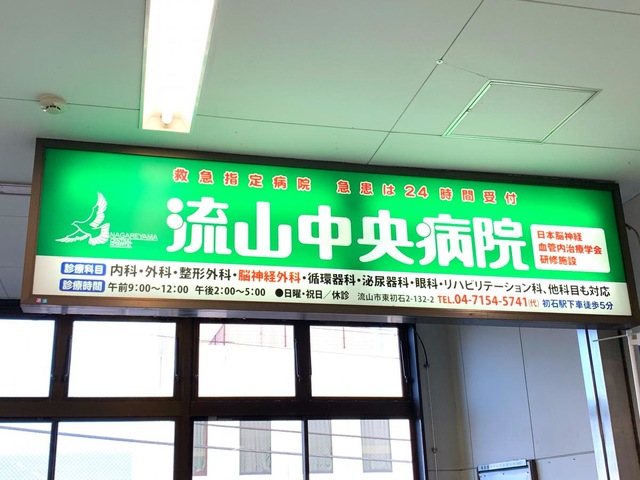 救急指定病院 急患は24時間受付
NAGAREYAMA
流山中央病院
日本脳神経
血管内治療学会
研修施設
診療科目 内科・外科・整形外科・脳神経外科・循環器科・泌尿器科・眼科・リハビリテーション科、他科目も対応
診療時間 午前9:00〜12:00 午後2:00〜5:00 ●日曜・祝日/休診 流山市東初石2-132-2 TEL.04-7154-5741(代) 初石駅下車徒歩5分